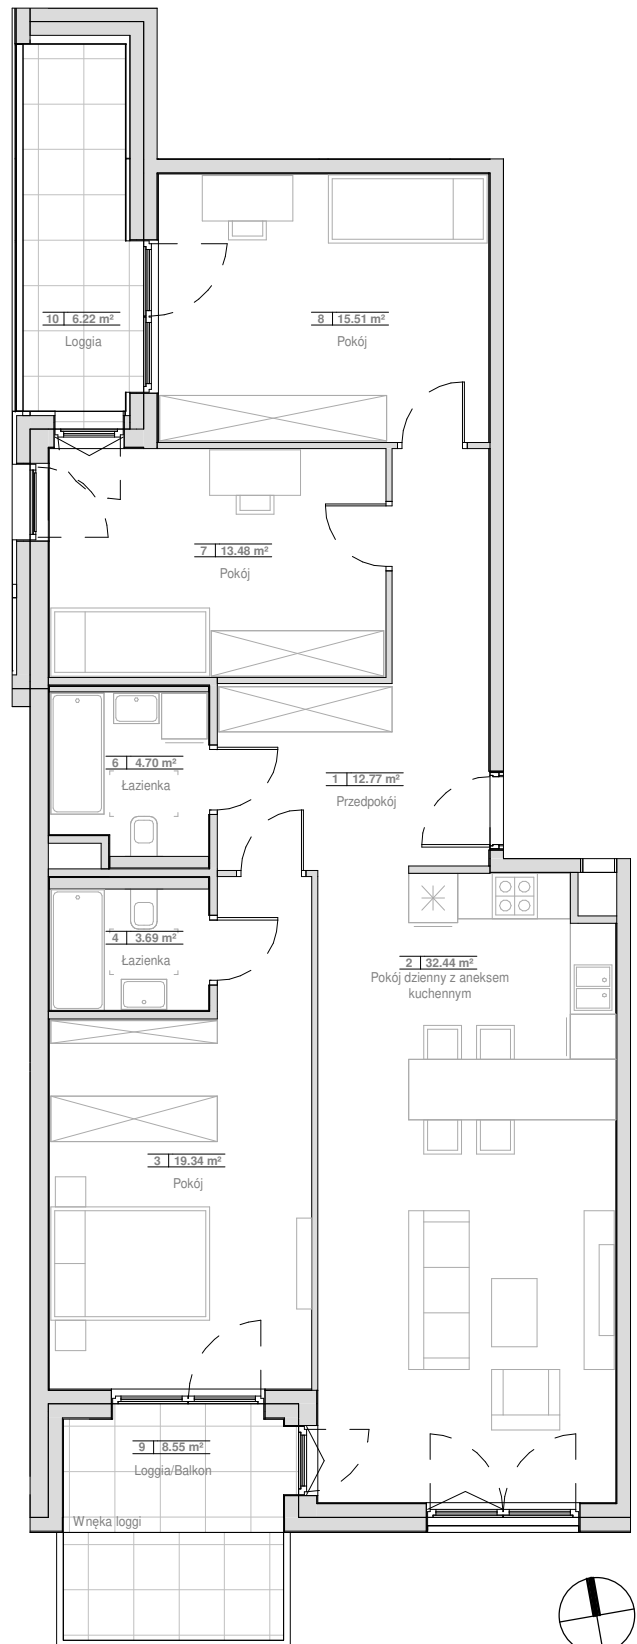 10 6.22 m²
Loggia
8 15.51 m²
Pokój
7 13.48 m²
Pokój
6 4.70 m²
Łazienka
1 12.77 m²
Przedpokój
4 3.69 m²
Łazienka
2 32.44 m²
Pokój dzienny z aneksem
kuchennym
3 19.34 m²
Pokój
9 8.55 m²
Loggia/Balkon
Wnęka loggi